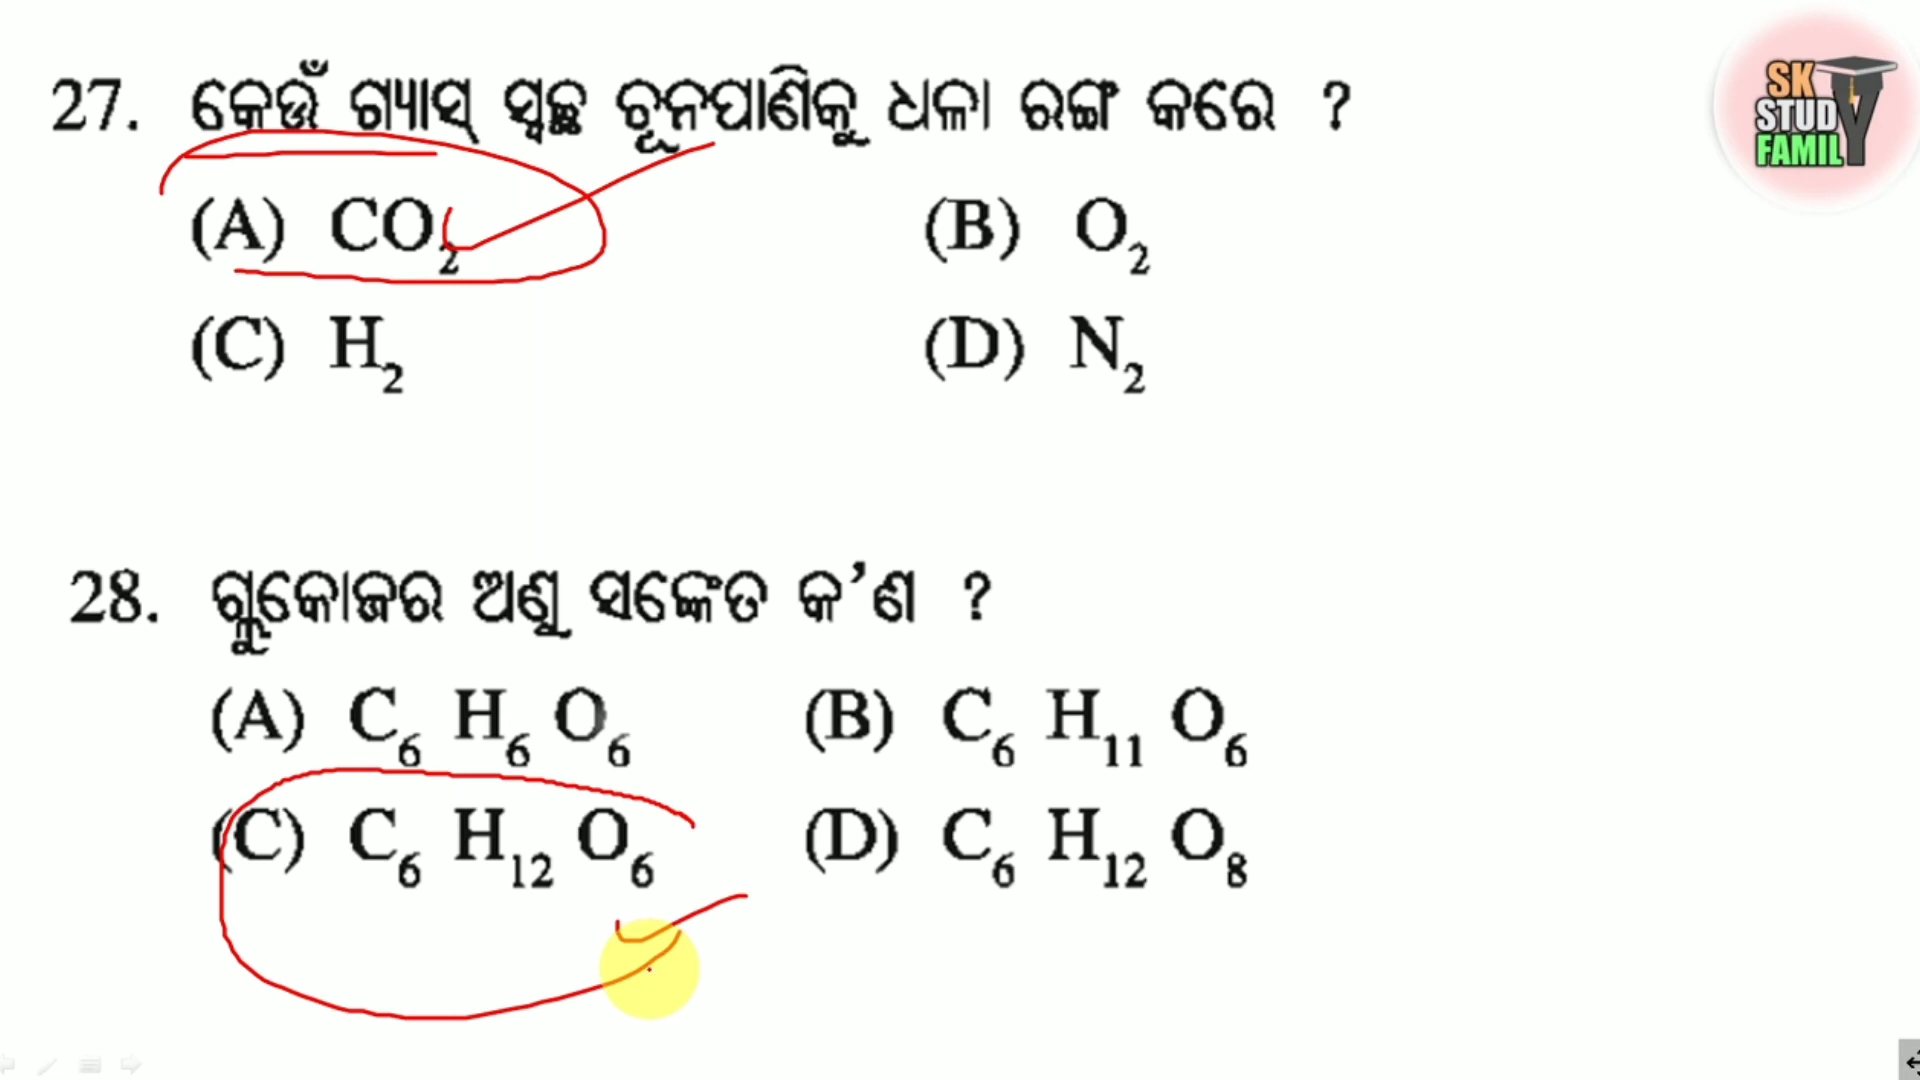 SK
STUDY
FAMIL
27. କେଉଁ ଗ୍ୟାସ୍ ସ୍ୱଚ୍ଛ ଚୂନପାଣିକୁ ଧଳା ରଙ୍ଗ କରେ ?
(A) CO₂ (B) O₂
(C) H₂ (D) N₂
28. ଗ୍ଲୁକୋଜର ଅଣୁ ସଙ୍କେତ କ’ଣ ?
(A) C₆ H₆ O₆ (B) C₆ H₁₁ O₆
(C) C₆ H₁₂ O₆ (D) C₆ H₁₂ O₈